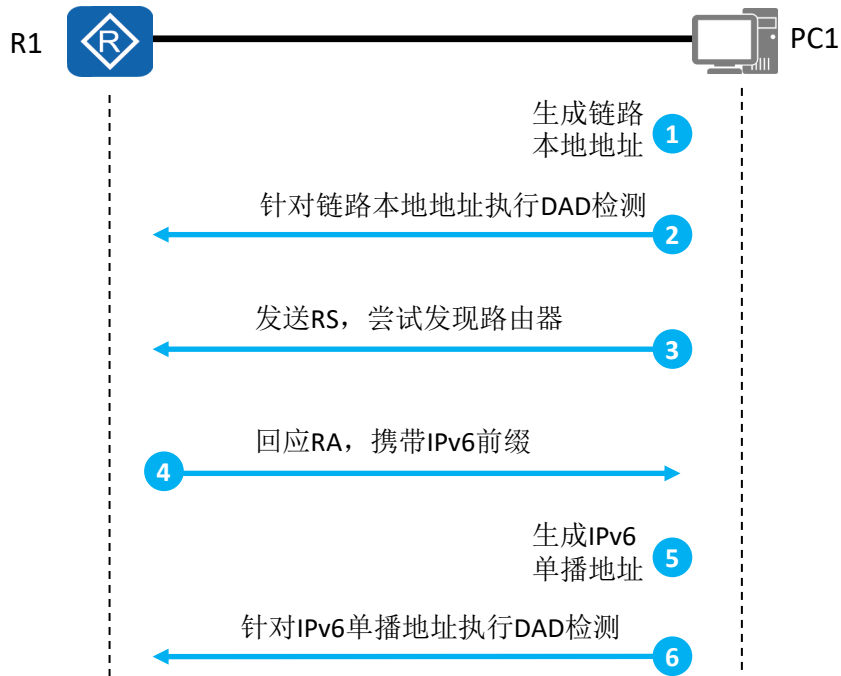 R1
R
PC1
生成链路
本地地址
1
针对链路本地地址执行DAD检测
2
发送RS，尝试发现路由器
3
回应RA，携带IPv6前缀
4
生成IPv6
单播地址
5
针对IPv6单播地址执行DAD检测
6